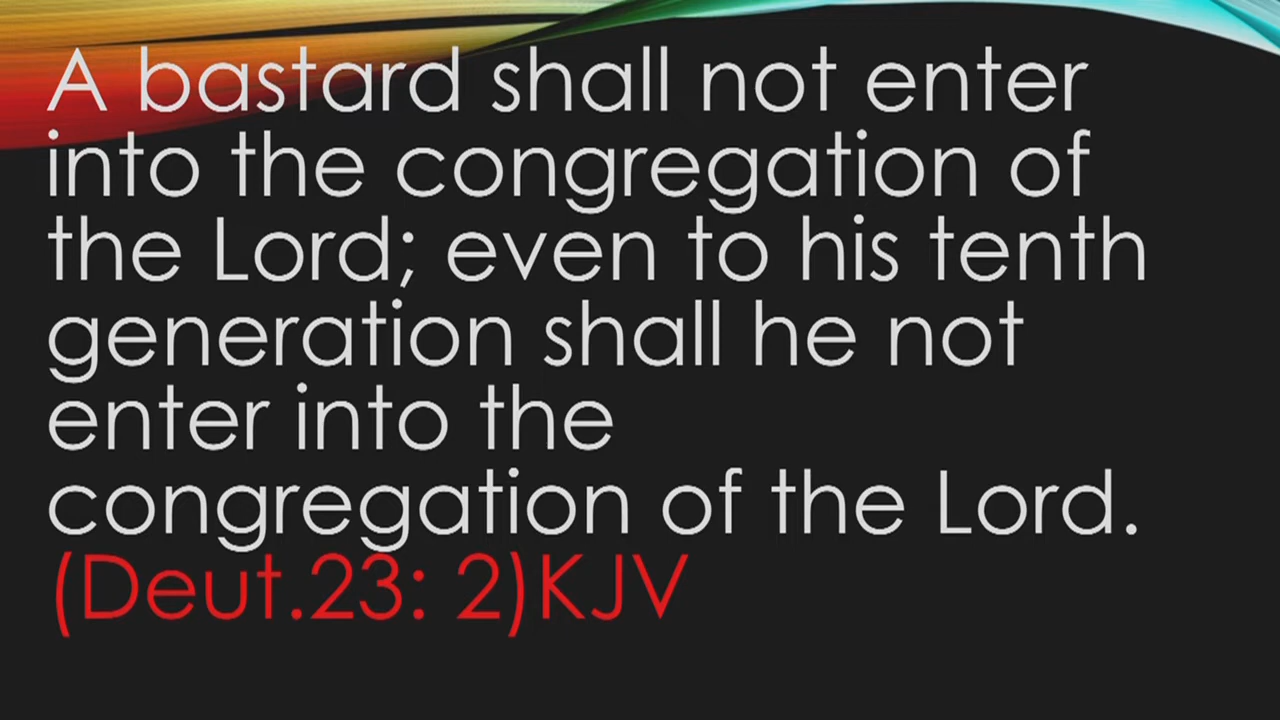 A bastard shall not enter
into the congregation of
the Lord; even to his tenth
generation shall he not
enter into the
congregation of the Lord.
(Deut.23: 2)KJV